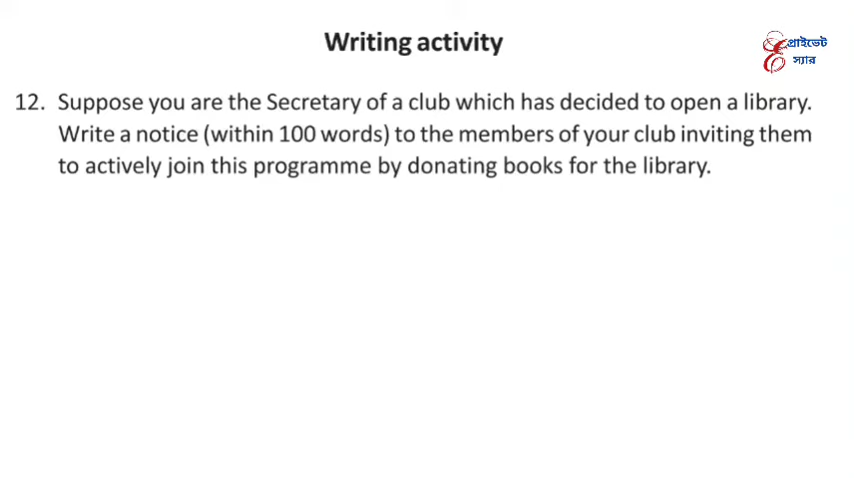 Writing activity
প্রাইভেট
স্যার
12. Suppose you are the Secretary of a club which has decided to open a library.
Write a notice (within 100 words) to the members of your club inviting them
to actively join this programme by donating books for the library.